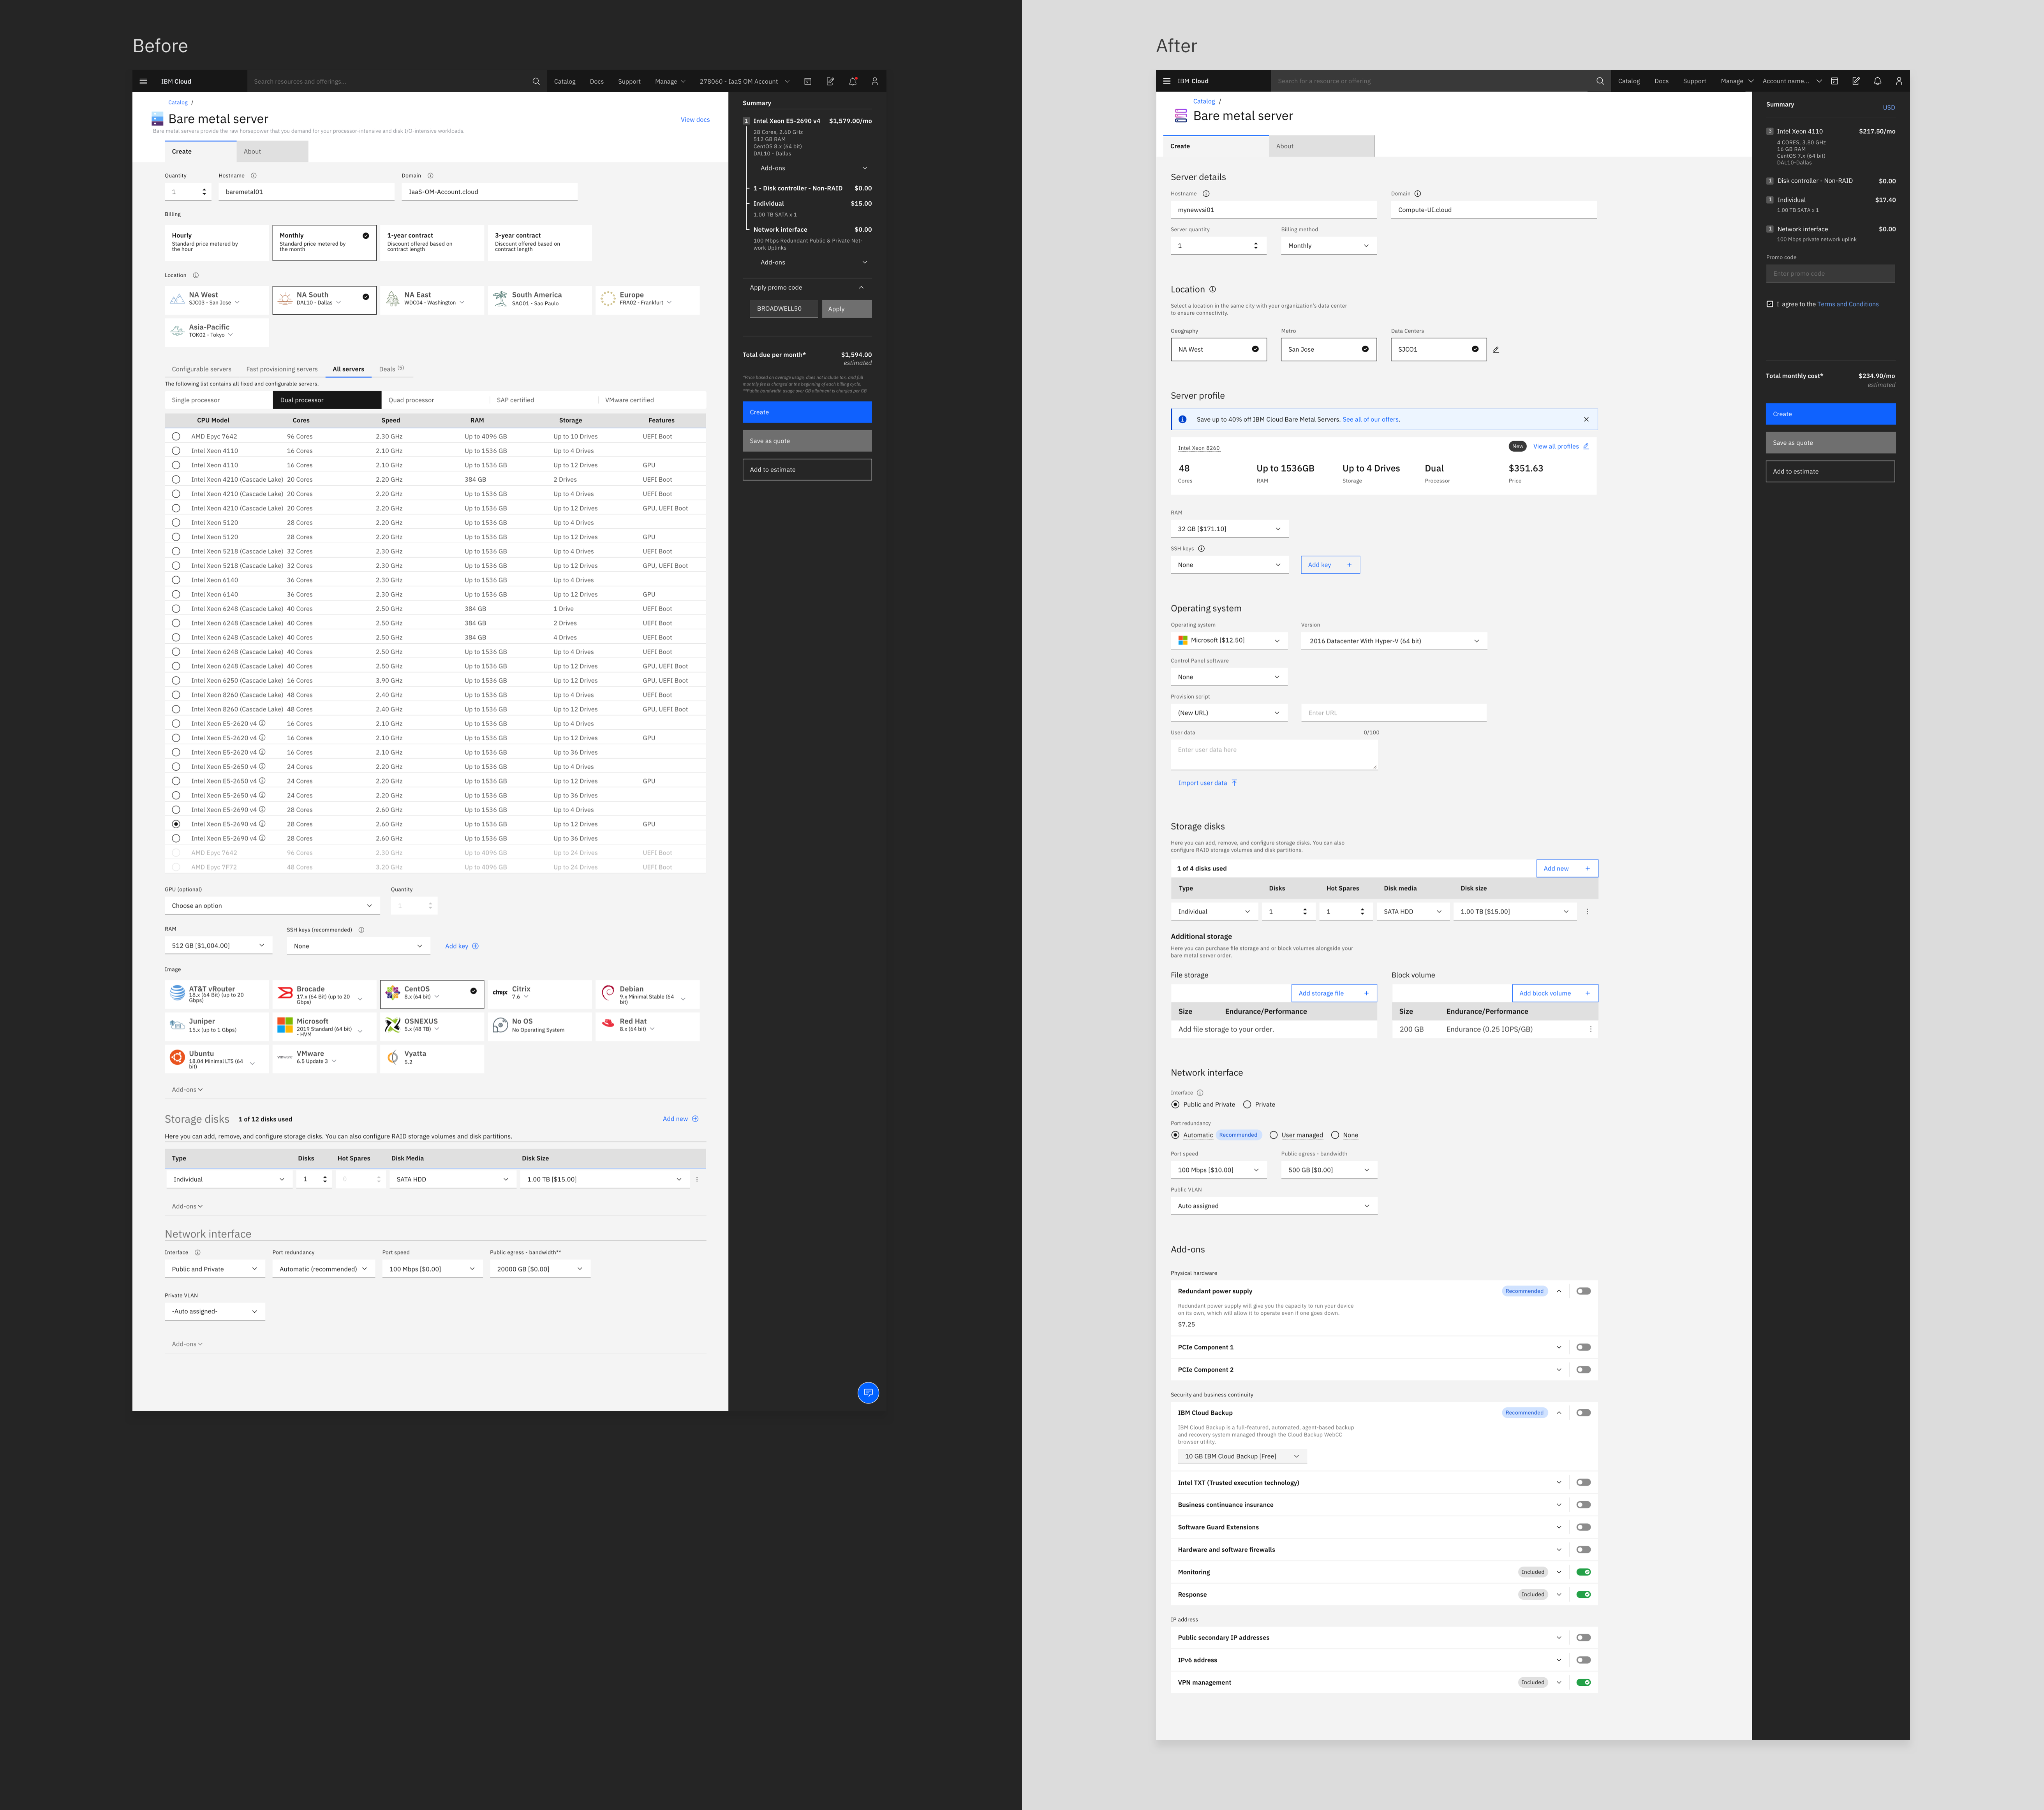 Before
IBM Cloud
Search resources and offerings...
Catalog Docs Support Manage 278060 - IaaS OM Account
Catalog /
Bare metal server
View docs
Bare metal servers provide the raw horsepower that you demand for your processor-intensive and disk I/O-intensive workloads.
Create About
Quantity Hostname Domain
1 baremetal01 IaaS-OM-Account.cloud
Billing
Hourly
Standard price metered by
the hour
Monthly
Standard price metered by
the month
1-year contract
Discount offered based on
contract length
3-year contract
Discount offered based on
contract length
Location
NA West
SJC03 - San Jose
NA South
DAL10 - Dallas
NA East
WDC04 - Washington
South America
SAO01 - Sao Paulo
Europe
FRA02 - Frankfurt
Asia-Pacific
TOK02 - Tokyo
Configurable servers Fast provisioning servers All servers Deals (5)
The following list contains all fixed and configurable servers.
Single processor Dual processor Quad processor SAP certified VMware certified
CPU Model Cores Speed RAM Storage Features
AMD Epyc 7642 96 Cores 2.30 GHz Up to 4096 GB Up to 10 Drives UEFI Boot
Intel Xeon 4110 16 Cores 2.10 GHz Up to 1536 GB Up to 4 Drives
Intel Xeon 4110 16 Cores 2.10 GHz Up to 1536 GB Up to 12 Drives GPU
Intel Xeon 4210 (Cascade Lake) 20 Cores 2.20 GHz 384 GB 2 Drives UEFI Boot
Intel Xeon 4210 (Cascade Lake) 20 Cores 2.20 GHz Up to 1536 GB Up to 4 Drives UEFI Boot
Intel Xeon 4210 (Cascade Lake) 20 Cores 2.20 GHz Up to 1536 GB Up to 12 Drives GPU, UEFI Boot
Intel Xeon 5120 28 Cores 2.20 GHz Up to 1536 GB Up to 4 Drives
Intel Xeon 5120 28 Cores 2.20 GHz Up to 1536 GB Up to 12 Drives GPU
Intel Xeon 5218 (Cascade Lake) 32 Cores 2.30 GHz Up to 1536 GB Up to 4 Drives UEFI Boot
Intel Xeon 5218 (Cascade Lake) 32 Cores 2.30 GHz Up to 1536 GB Up to 12 Drives GPU, UEFI Boot
Intel Xeon 6140 36 Cores 2.30 GHz Up to 1536 GB Up to 4 Drives
Intel Xeon 6140 36 Cores 2.30 GHz Up to 1536 GB Up to 12 Drives GPU
Intel Xeon 6248 (Cascade Lake) 40 Cores 2.50 GHz 384 GB 1 Drive UEFI Boot
Intel Xeon 6248 (Cascade Lake) 40 Cores 2.50 GHz 384 GB 2 Drives UEFI Boot
Intel Xeon 6248 (Cascade Lake) 40 Cores 2.50 GHz 384 GB 4 Drives UEFI Boot
Intel Xeon 6248 (Cascade Lake) 40 Cores 2.50 GHz Up to 1536 GB Up to 4 Drives UEFI Boot
Intel Xeon 6248 (Cascade Lake) 40 Cores 2.50 GHz Up to 1536 GB Up to 12 Drives GPU, UEFI Boot
Intel Xeon 6250 (Cascade Lake) 16 Cores 3.90 GHz Up to 1536 GB Up to 12 Drives GPU, UEFI Boot
Intel Xeon 8260 (Cascade Lake) 48 Cores 2.40 GHz Up to 1536 GB Up to 4 Drives UEFI Boot
Intel Xeon 8260 (Cascade Lake) 48 Cores 2.40 GHz Up to 1536 GB Up to 12 Drives GPU, UEFI Boot
Intel Xeon E5-2620 v4 16 Cores 2.10 GHz Up to 1536 GB Up to 4 Drives
Intel Xeon E5-2620 v4 16 Cores 2.10 GHz Up to 1536 GB Up to 12 Drives GPU
Intel Xeon E5-2620 v4 16 Cores 2.10 GHz Up to 1536 GB Up to 36 Drives
Intel Xeon E5-2650 v4 24 Cores 2.20 GHz Up to 1536 GB Up to 4 Drives
Intel Xeon E5-2650 v4 24 Cores 2.20 GHz Up to 1536 GB Up to 12 Drives GPU
Intel Xeon E5-2650 v4 24 Cores 2.20 GHz Up to 1536 GB Up to 36 Drives
Intel Xeon E5-2690 v4 28 Cores 2.60 GHz Up to 1536 GB Up to 4 Drives
Intel Xeon E5-2690 v4 28 Cores 2.60 GHz Up to 1536 GB Up to 12 Drives GPU
Intel Xeon E5-2690 v4 28 Cores 2.60 GHz Up to 1536 GB Up to 36 Drives
AMD Epyc 7642 96 Cores 2.30 GHz Up to 4096 GB Up to 24 Drives UEFI Boot
AMD Epyc 7F72 48 Cores 3.20 GHz Up to 4096 GB Up to 24 Drives UEFI Boot
GPU (optional) Quantity
Choose an option 1
RAM SSH keys (recommended)
512 GB [$1,004.00] None Add key
Image
AT&T vRouter
18.x (64 Bit) (up to 20
Gbps)
Brocade
17.x (64 Bit) (up to 20
Gbps)
CentOS
8.x (64 bit)
citrix
Citrix
7.6
Debian
9.x Minimal Stable (64
bit)
Juniper
15.x (up to 1 Gbps)
Microsoft
2019 Standard (64 bit)
- HVM
OSNEXUS
5.x (48 TB)
No OS
No Operating System
Red Hat
8.x (64 bit)
Ubuntu
18.04 Minimal LTS (64
bit)
VMware
6.5 Update 3
Vyatta
5.2
Add-ons
Storage disks 1 of 12 disks used Add new
Here you can add, remove, and configure storage disks. You can also configure RAID storage volumes and disk partitions.
Type Disks Hot Spares Disk Media Disk Size
Individual 1 0 SATA HDD 1.00 TB [$15.00]
Add-ons
Network interface
Interface Port redundancy Port speed Public egress - bandwidth**
Public and Private Automatic (recommended) 100 Mbps [$0.00] 20000 GB [$0.00]
Private VLAN
-Auto assigned-
Add-ons
Summary
1 Intel Xeon E5-2690 v4 $1,579.00/mo
28 Cores, 2.60 GHz
512 GB RAM
CentOS 8.x (64 bit)
DAL10 - Dallas
Add-ons
1 - Disk controller - Non-RAID $0.00
Individual $15.00
1.00 TB SATA x 1
Network interface $0.00
100 Mbps Redundant Public & Private Net-
work Uplinks
Add-ons
Apply promo code
BROADWELL50 Apply
Total due per month* $1,594.00
estimated
*Price based on average usage, does not include tax, and full
monthly fee is charged at the beginning of each billing cycle.
**Public bandwidth usage over GB allotment is charged per GB
Create
Save as quote
Add to estimate
After
IBM Cloud
Search for a resource or offering
Catalog Docs Support Manage Account name...
Catalog /
Bare metal server
Create About
Server details
Hostname Domain
mynewvsi01 Compute-UI.cloud
Server quantity Billing method
1 Monthly
Location
Select a location in the same city with your organization's data center
to ensure connectivity.
Geography Metro Data Centers
NA West San Jose SJC01
Server profile
Save up to 40% off IBM Cloud Bare Metal Servers. See all of our offers.
Intel Xeon 8260 New View all profiles
48 Up to 1536GB Up to 4 Drives Dual $351.63
Cores RAM Storage Processor Price
RAM
32 GB [$171.10]
SSH keys
None Add key +
Operating system
Operating system Version
Microsoft [$12.50] 2016 Datacenter With Hyper-V (64 bit)
Control Panel software
None
Provision script
(New URL) Enter URL
User data 0/100
Enter user data here
Import user data
Storage disks
Here you can add, remove, and configure storage disks. You can also
configure RAID storage volumes and disk partitions.
1 of 4 disks used Add new +
Type Disks Hot Spares Disk media Disk size
Individual 1 1 SATA HDD 1.00 TB [$15.00]
Additional storage
Here you can purchase file storage and or block volumes alongside your
bare metal server order.
File storage Block volume
Add storage file + Add block volume +
Size Endurance/Performance Size Endurance/Performance
Add file storage to your order. 200 GB Endurance (0.25 IOPS/GB)
Network interface
Interface
Public and Private Private
Port redundancy
Automatic Recommended User managed None
Port speed Public egress - bandwidth
100 Mbps [$10.00] 500 GB [$0.00]
Public VLAN
Auto assigned
Add-ons
Physical hardware
Redundant power supply Recommended
Redundant power supply will give you the capacity to run your device
on its own, which will allow it to operate even if one goes down.
$7.25
PCIe Component 1
PCIe Component 2
Security and business continuity
IBM Cloud Backup Recommended
IBM Cloud Backup is a full-featured, automated, agent-based backup
and recovery system managed through the Cloud Backup WebCC
browser utility.
10 GB IBM Cloud Backup [Free]
Intel TXT (Trusted execution technology)
Business continuance insurance
Software Guard Extensions
Hardware and software firewalls
Monitoring Included
Response Included
IP address
Public secondary IP addresses
IPv6 address
VPN management Included
Summary USD
3 Intel Xeon 4110 $217.50/mo
4 CORES, 3.80 GHz
16 GB RAM
CentOS 7.x (64 bit)
DAL10-Dallas
1 Disk controller - Non-RAID $0.00
1 Individual $17.40
1.00 TB SATA x 1
1 Network interface $0.00
100 Mbps private network uplink
Promo code
Enter promo code
I agree to the Terms and Conditions
Total monthly cost* $234.90/mo
estimated
Create
Save as quote
Add to estimate